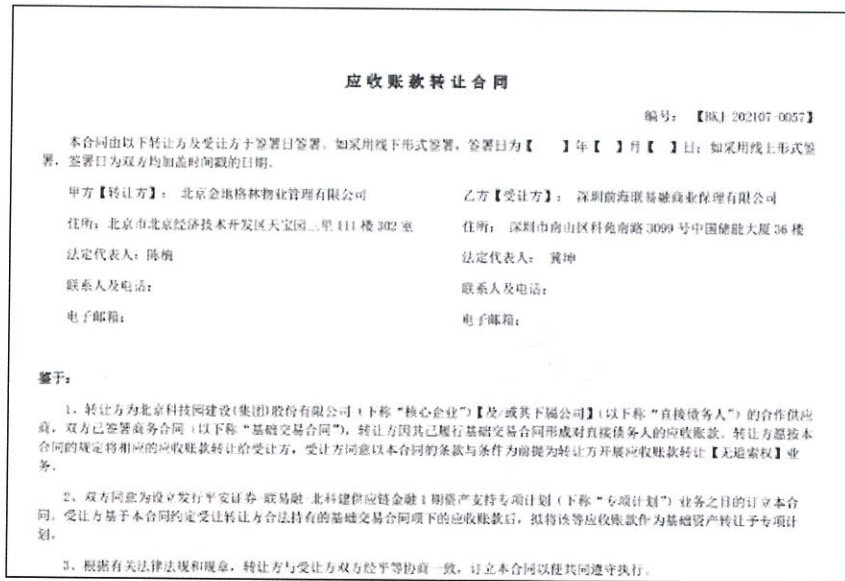 应收账款转让合同
编号：【BKJ-202107-0057】
本合同由以下转让方及受让方于签署日签署。如采用线下形式签署，签署日为【 】年【 】月【 】日；如采用线上形式签
署，签署日为双方均加盖时间戳的日期。
甲方【转让方】： 北京金地格林物业管理有限公司 乙方【受让方】： 深圳前海联易融商业保理有限公司
住所：北京市北京经济技术开发区天宝园二里 111 楼 302 室 住所： 深圳市南山区科苑南路 3099 号中国储能大厦 36 楼
法定代表人：陈楠 法定代表人： 冀坤
联系人及电话： 联系人及电话：
电子邮箱： 电子邮箱：
鉴于：
1、转让方为北京科技园建设(集团)股份有限公司（下称“核心企业”）【及/或其下属公司】（以下称“直接债务人”）的合作供应
商，双方已签署商务合同（以下称“基础交易合同”），转让方因其已履行基础交易合同形成对直接债务人的应收账款。转让方愿按本
合同的规定将相应的应收账款转让给受让方，受让方同意以本合同的条款与条件为前提为转让方开展应收账款转让【无追索权】业
务。
2、双方同意为设立发行平安证券-联易融-北科建供应链金融 1 期资产支持专项计划（下称“专项计划”）业务之目的订立本合
同。受让方基于本合同约定受让转让方合法持有的基础交易合同项下的应收账款后，拟将该等应收账款作为基础资产转让予专项计
划。
3、根据有关法律法规和规章，转让方与受让方双方经平等协商一致，订立本合同以便共同遵守执行。